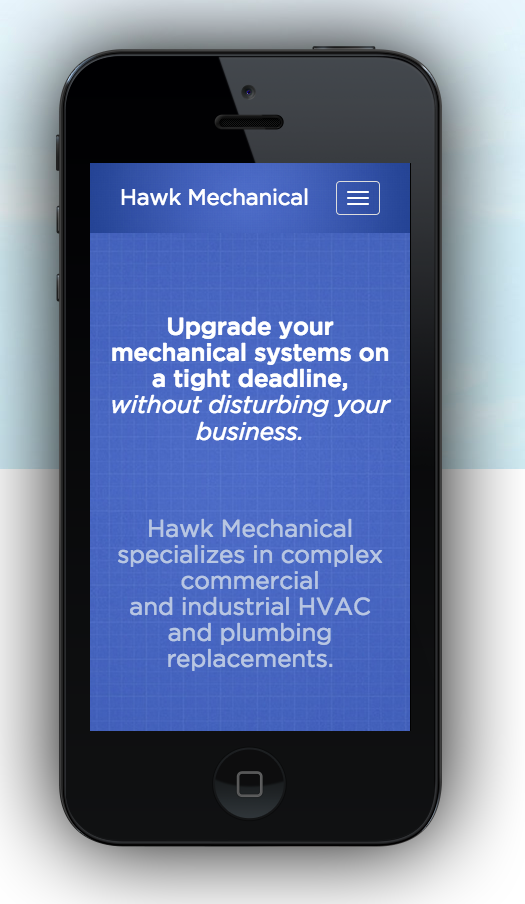 Hawk Mechanical
Upgrade your
mechanical systems on
a tight deadline,
without disturbing your
business.
Hawk Mechanical
specializes in complex
commercial
and industrial HVAC
and plumbing
replacements.